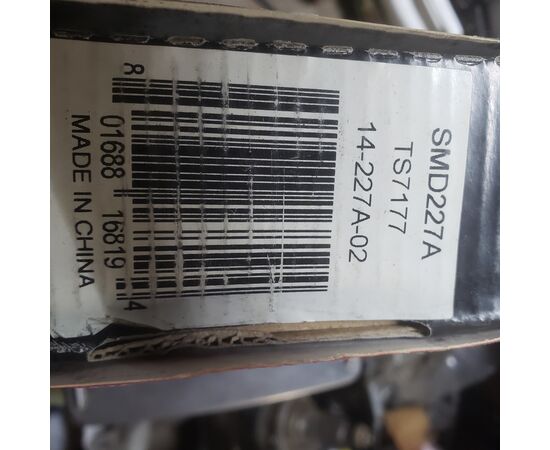 SMD227A
TS7177
14-227A-02
8 01688 16819 4
MADE IN CHINA